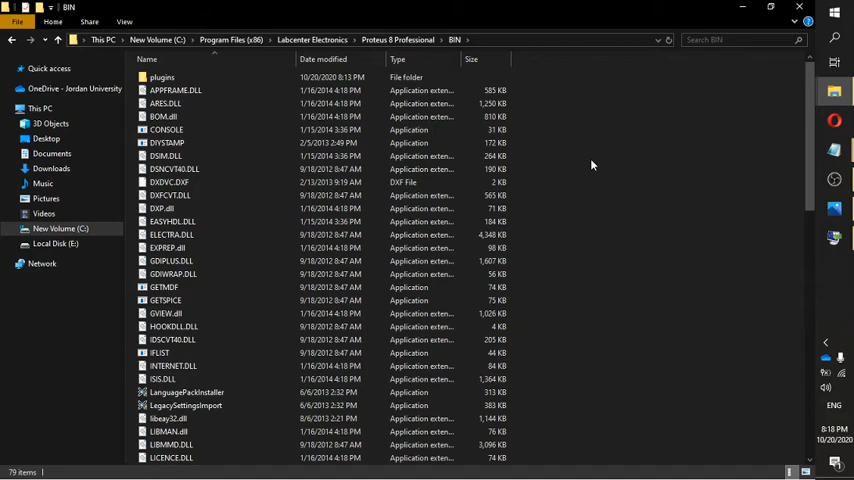 BIN
File Home Share View
This PC New Volume (C:) Program Files (x86) Labcenter Electronics Proteus 8 Professional BIN Search BIN
Name Date modified Type Size
Quick access
OneDrive - Jordan University
This PC
3D Objects
Desktop
Documents
Downloads
Music
Pictures
Videos
New Volume (C:)
Local Disk (E:)
Network
plugins 10/20/2020 8:13 PM File folder
APPFRAME.DLL 1/16/2014 4:18 PM Application exten... 585 KB
ARES.DLL 1/16/2014 4:18 PM Application exten... 1,250 KB
BOM.dll 1/16/2014 4:18 PM Application exten... 810 KB
CONSOLE 1/15/2014 3:36 PM Application 31 KB
DIYSTAMP 2/5/2013 2:49 PM Application 172 KB
DSIM.DLL 1/15/2014 3:36 PM Application exten... 264 KB
DSNCVT40.DLL 9/18/2012 8:47 AM Application exten... 190 KB
DXDVC.DXF 2/13/2013 9:19 AM DXF File 2 KB
DXFCVT.DLL 9/18/2012 8:47 AM Application exten... 565 KB
DXP.dll 1/16/2014 4:18 PM Application exten... 71 KB
EASYHDL.DLL 1/15/2014 3:36 PM Application exten... 184 KB
ELECTRA.DLL 9/18/2012 8:47 AM Application exten... 4,348 KB
EXPREP.dll 1/16/2014 4:18 PM Application exten... 98 KB
GDIPLUS.DLL 9/18/2012 8:47 AM Application exten... 1,607 KB
GDIWRAP.DLL 9/18/2012 8:47 AM Application exten... 56 KB
GETMDF 9/18/2012 8:47 AM Application 74 KB
GETSPICE 9/18/2012 8:47 AM Application 75 KB
GVIEW.dll 1/16/2014 4:18 PM Application exten... 1,026 KB
HOOKDLL.DLL 9/18/2012 8:47 AM Application exten... 4 KB
IDSCVT40.DLL 9/18/2012 8:47 AM Application exten... 205 KB
IFLIST 9/18/2012 8:47 AM Application 44 KB
INTERNET.DLL 1/16/2014 4:18 PM Application exten... 84 KB
ISIS.DLL 1/16/2014 4:18 PM Application exten... 1,364 KB
LanguagePackInstaller 6/6/2013 2:32 PM Application 313 KB
LegacySettingsImport 6/6/2013 2:32 PM Application 383 KB
libeay32.dll 8/6/2013 2:21 PM Application exten... 1,144 KB
LIBMAN.dll 1/16/2014 4:18 PM Application exten... 76 KB
LIBMMD.DLL 9/18/2012 8:47 AM Application exten... 3,096 KB
LICENCE.DLL 1/16/2014 4:18 PM Application exten... 74 KB
79 items
ENG
8:18 PM
10/20/2020